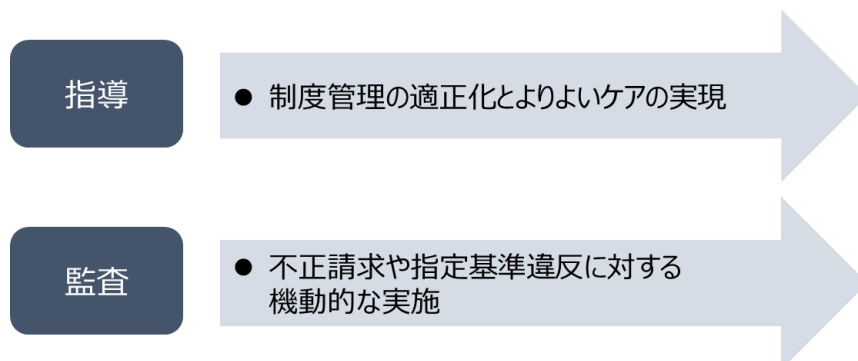 指導
● 制度管理の適正化とよりよいケアの実現
監査
● 不正請求や指定基準違反に対する
機動的な実施